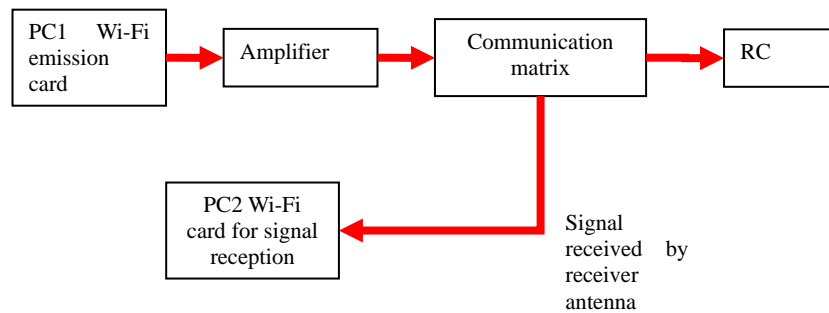 PC1 Wi-Fi
emission
card
Amplifier
Communication
matrix
RC
PC2 Wi-Fi
card for signal
reception
Signal
received by
receiver
antenna